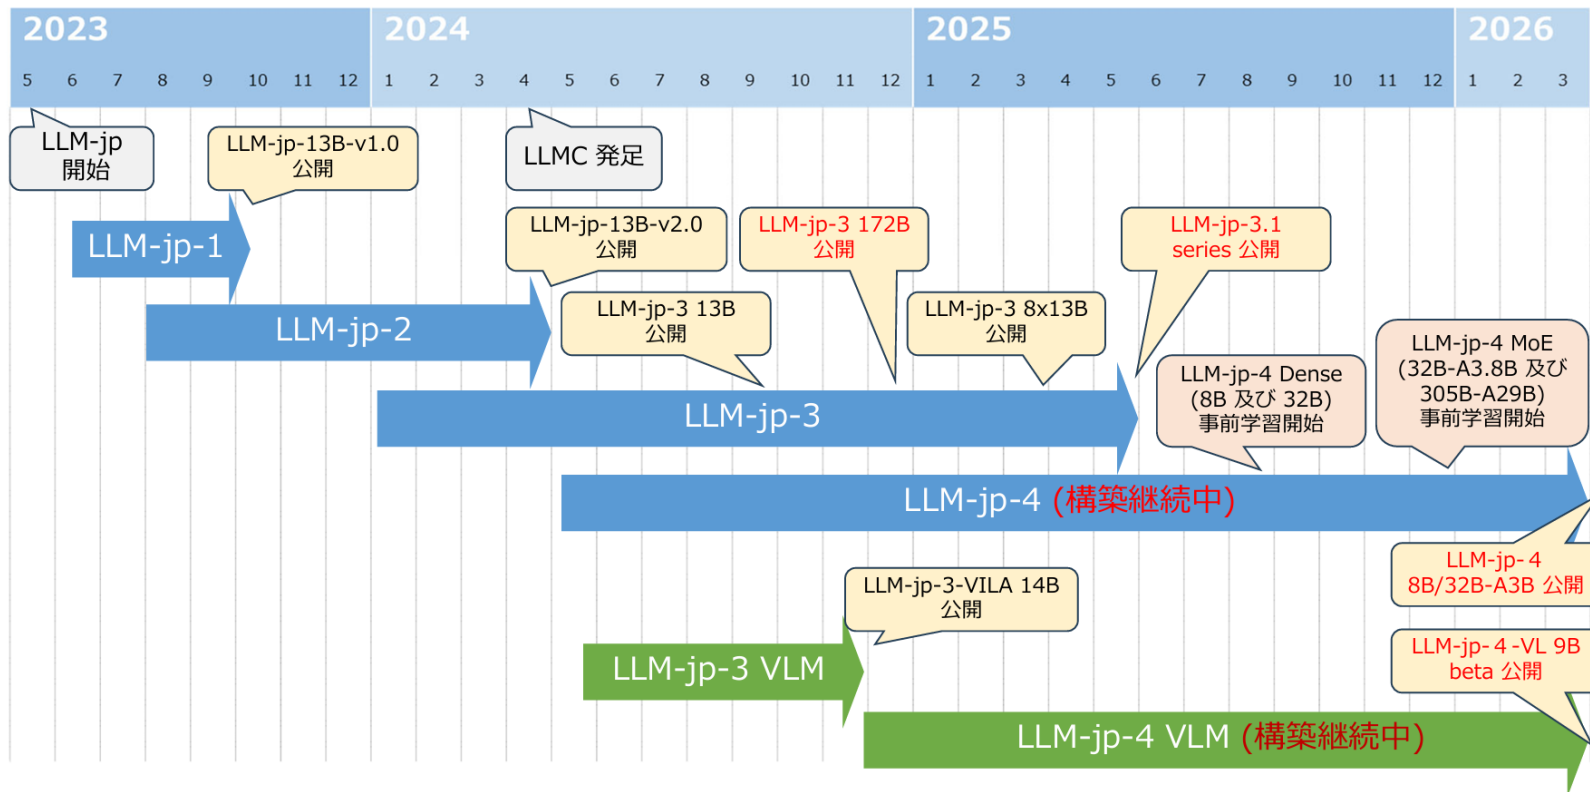 2023
2024
2025
2026
5 6 7 8 9 10 11 12 1 2 3 4 5 6 7 8 9 10 11 12 1 2 3 4 5 6 7 8 9 10 11 12 1 2 3
LLM-jp
開始
LLM-jp-13B-v1.0
公開
LLMC 発足
LLM-jp-1
LLM-jp-13B-v2.0
公開
LLM-jp-3 172B
公開
LLM-jp-3.1
series 公開
LLM-jp-2
LLM-jp-3 13B
公開
LLM-jp-3 8x13B
公開
LLM-jp-4 Dense
(8B 及び 32B)
事前学習開始
LLM-jp-4 MoE
(32B-A3.8B 及び
305B-A29B)
事前学習開始
LLM-jp-3
LLM-jp-4 (構築継続中)
LLM-jp-４
8B/32B-A3B 公開
LLM-jp-3-VILA 14B
公開
LLM-jp-3 VLM
LLM-jp-４-VL 9B
beta 公開
LLM-jp-4 VLM (構築継続中)